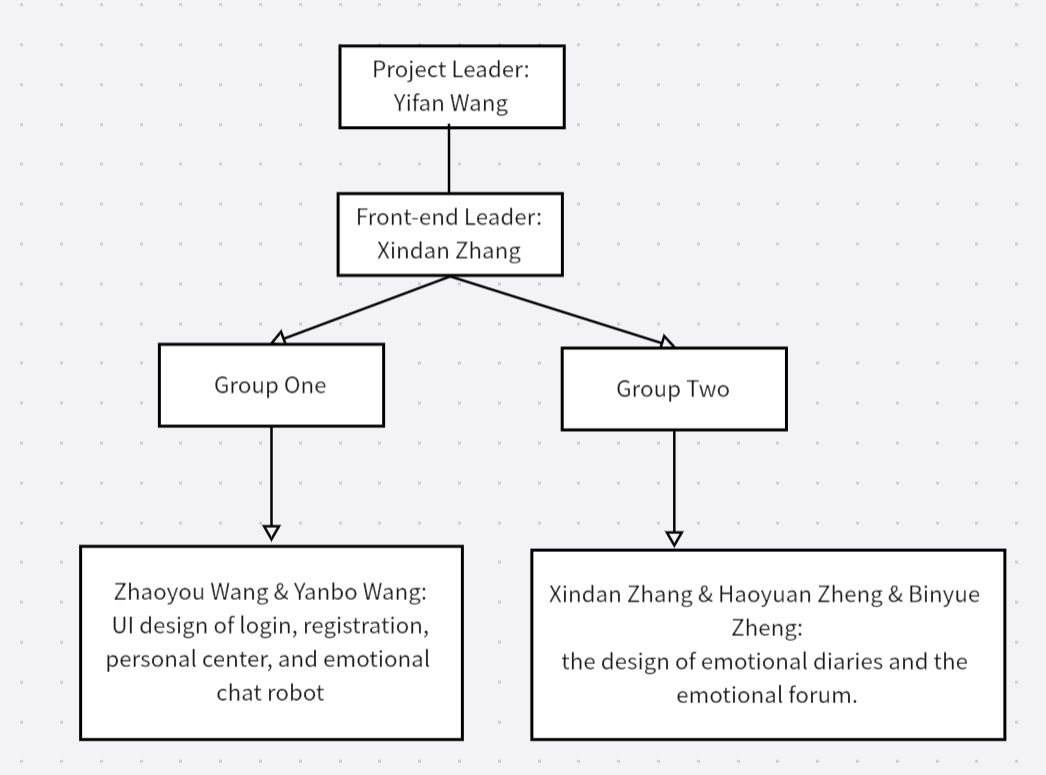 Project Leader:
Yifan Wang
Front-end Leader:
Xindan Zhang
Group One
Group Two
Zhaoyou Wang & Yanbo Wang:
UI design of login, registration,
personal center, and emotional
chat robot
Xindan Zhang & Haoyuan Zheng & Binyue
Zheng:
the design of emotional diaries and the
emotional forum.